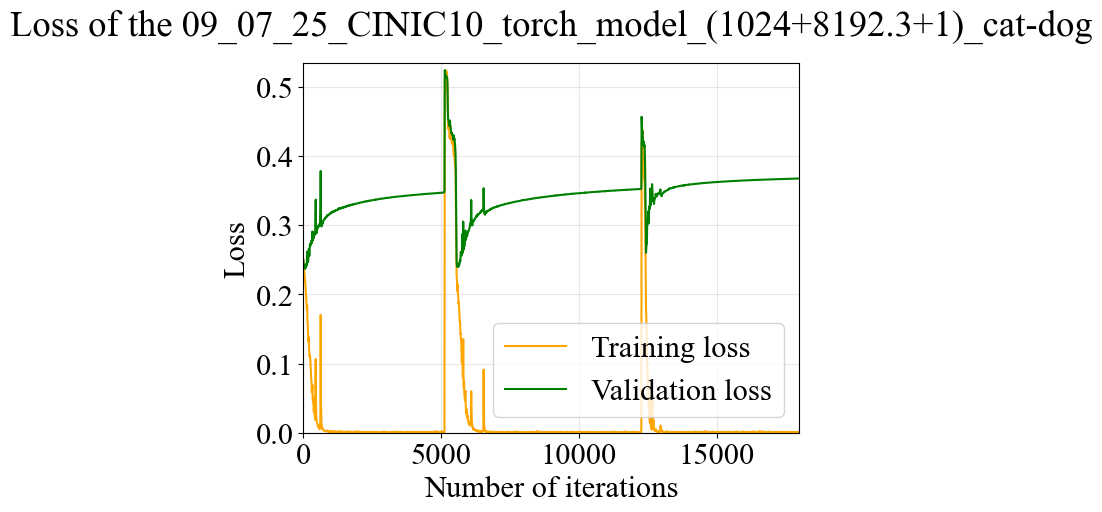 Loss of the 09_07_25_CINIC10_torch_model_(1024+8192.3+1)_cat-dog
0.5
0.4
0.3
0.2
0.1
0.0
Loss
Training loss
Validation loss
0 5000 10000 15000
Number of iterations